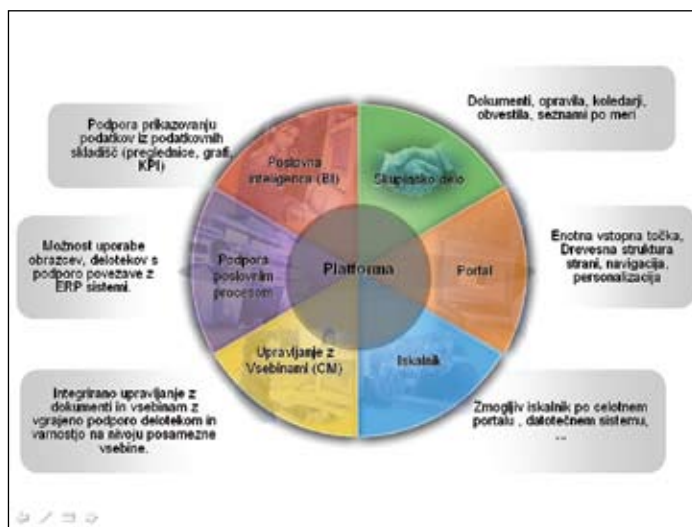 Dokumenti, opravila, koledarji,
obvestila, seznami po meri
Podpora prikazovanju
podatkov iz podatkovnih
skladišč (preglednice, grafi,
KPI)
Poslovna
inteligenca (BI)
Skupinsko delo
Možnost uporabe
obrazcev, delotekov s
podporo povezave z
ERP sistemi.
Podpora
poslovnim
procesom
Platforma
Portal
Enotna vstopna točka,
Drevesna struktura
strani, navigacija,
personalizacija
Upravljanje z
Vsebinami (CM)
Iskalnik
Integrirano upravljanje z
dokumenti in vsebinam z
vgrajeno podporo delotekom in
varnostjo na nivoju posamezne
vsebine.
Zmogljiv iskalnik po celotnem
portalu , datotečnem sistemu,
...